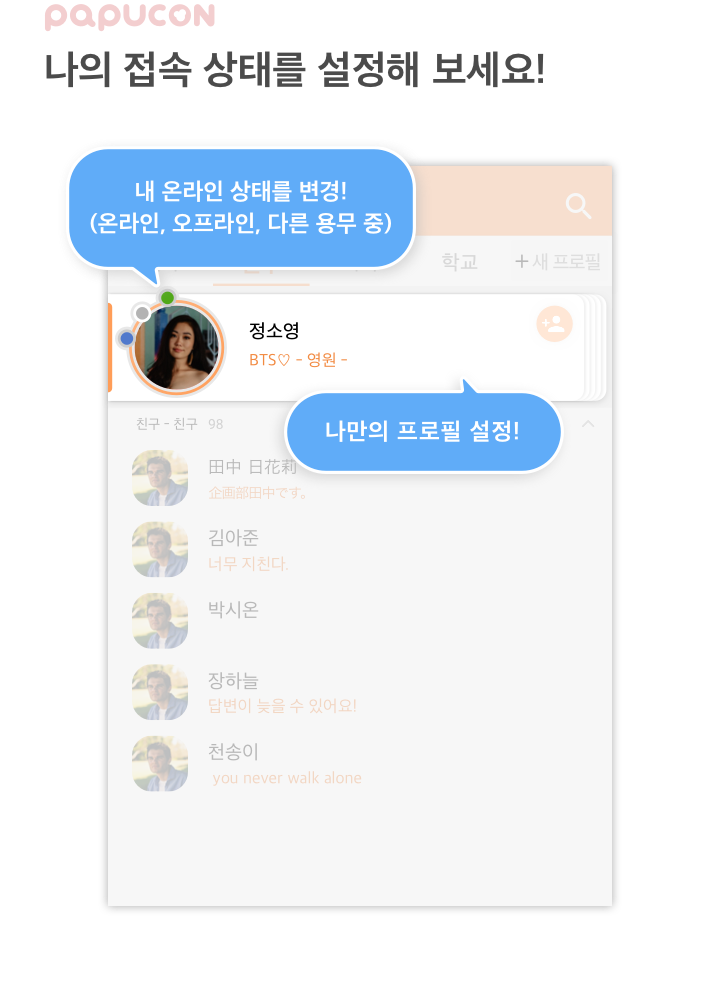 papucon
나의 접속 상태를 설정해 보세요!
내 온라인 상태를 변경!
(온라인, 오프라인, 다른 용무 중)
학교
+ 새 프로필
정소영
BTS♡ - 영원 -
나만의 프로필 설정!
친구 - 친구 98
田中 日花莉
企画部田中です。
김아준
너무 지친다.
박시온
장하늘
답변이 늦을 수 있어요!
천송이
you never walk alone